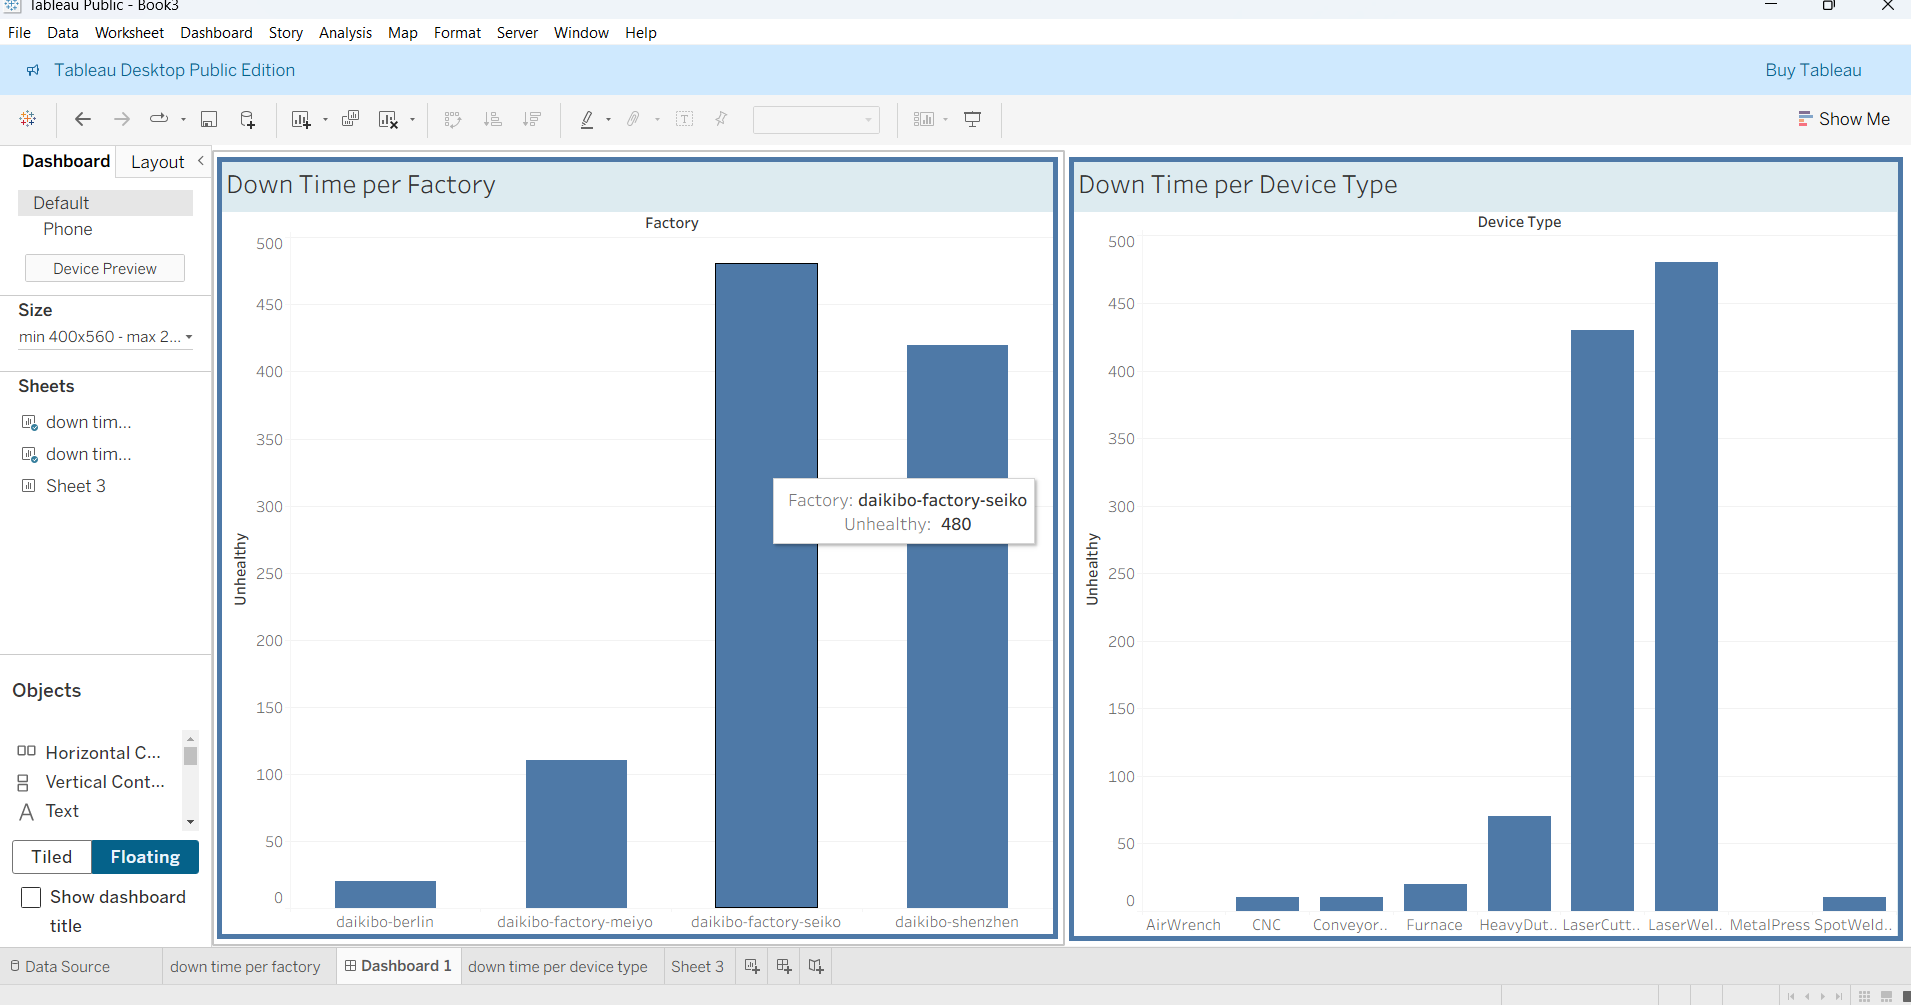 Tableau Public - Book3
File Data Worksheet Dashboard Story Analysis Map Format Server Window Help
Tableau Desktop Public Edition
Buy Tableau
Show Me
Dashboard
Layout
Default
Phone
Device Preview
Size
min 400x560 - max 2...
Sheets
down tim...
down tim...
Sheet 3
Objects
Horizontal C...
Vertical Cont...
Text
Tiled
Floating
Show dashboard
title
Down Time per Factory
Factory
500
450
400
350
300
250
200
150
100
50
0
Unhealthy
Factory: daikibo-factory-seiko
Unhealthy: 480
daikibo-berlin
daikibo-factory-meiyo
daikibo-factory-seiko
daikibo-shenzhen
Down Time per Device Type
Device Type
500
450
400
350
300
250
200
150
100
50
0
Unhealthy
AirWrench
CNC
Conveyor..
Furnace
HeavyDut..
LaserCutt..
LaserWel..
MetalPress
SpotWeld..
Data Source
down time per factory
Dashboard 1
down time per device type
Sheet 3